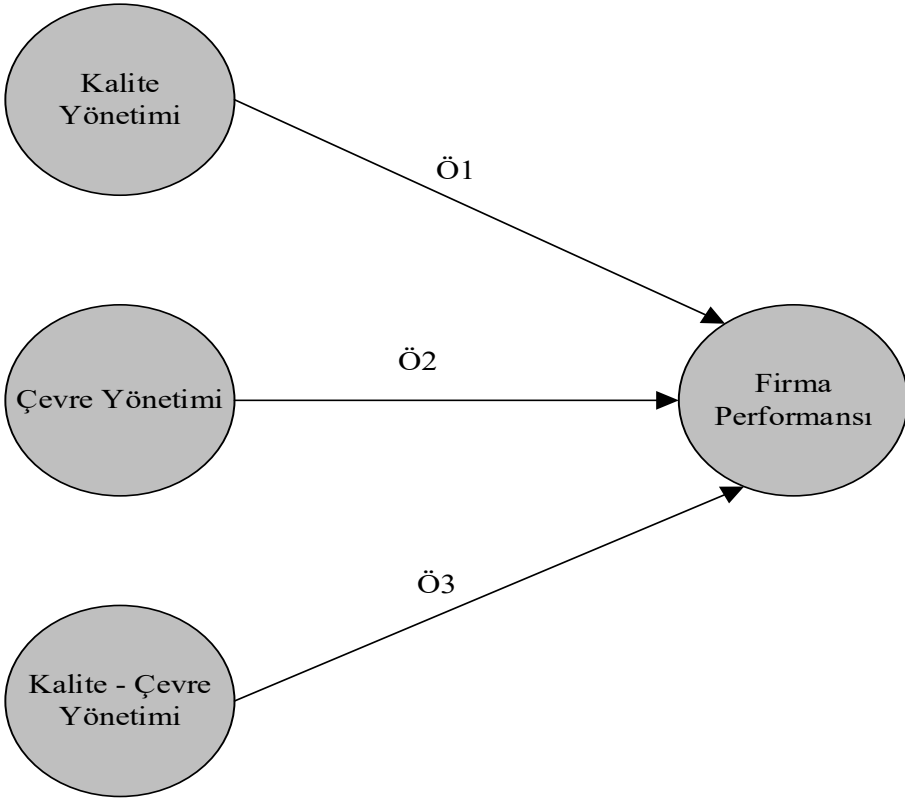 Kalite
Yönetimi
Ö1
Çevre Yönetimi
Ö2
Firma
Performansı
Ö3
Kalite - Çevre
Yönetimi